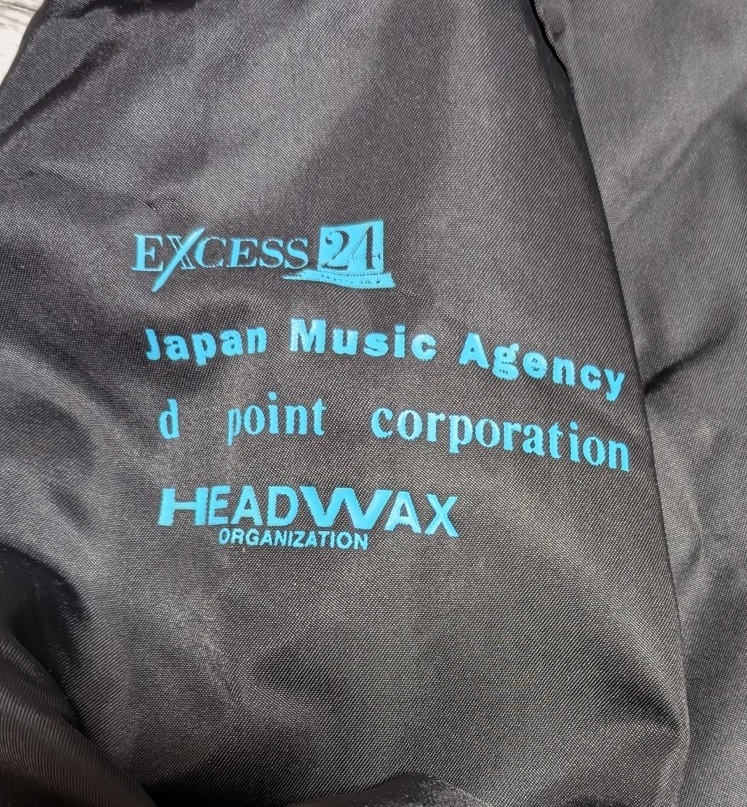 EXCESS 24
Japan Music Agency
d point corporation
HEADWAX
ORGANIZATION